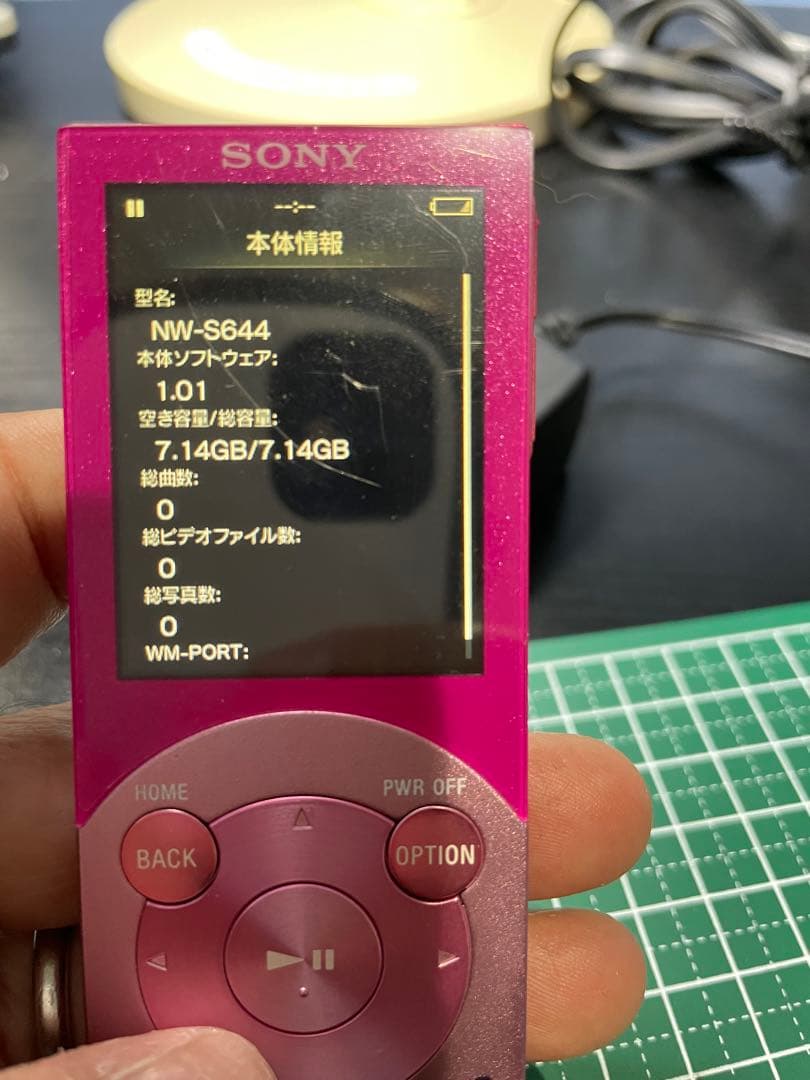 SONY
--:--
本体情報
型名:
NW-S644
本体ソフトウェア:
1.01
空き容量/総容量:
7.14GB/7.14GB
総曲数:
0
総ビデオファイル数:
0
総写真数:
0
WM-PORT:
HOME
PWR OFF
BACK
OPTION